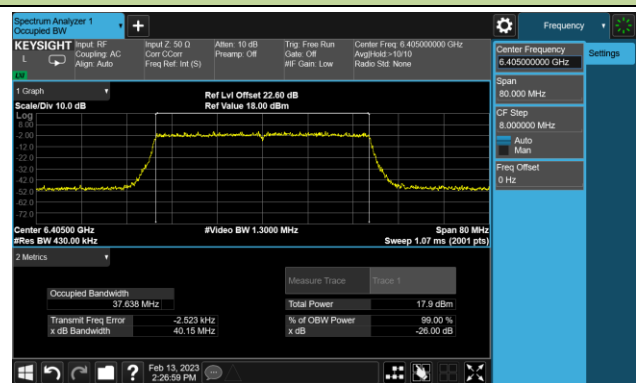 Spectrum Analyzer 1
Occupied BW
Frequency
KEYSIGHT
L
LW
Input: RF
Coupling: AC
Align: Auto
Input Z: 50 Ω
Corr CCorr
Freq Ref: Int (S)
Atten: 10 dB
Preamp: Off
Trig: Free Run
Gate: Off
#IF Gain: Low
Center Freq: 6.405000000 GHz
Avg|Hold:>10/10
Radio Std: None
Center Frequency
6.405000000 GHz
Settings
Span
80.000 MHz
CF Step
8.000000 MHz
Auto
Man
Freq Offset
0 Hz
1 Graph
Scale/Div 10.0 dB
Ref Lvl Offset 22.60 dB
Ref Value 18.00 dBm
Log
8.00
-2.00
-12.0
-22.0
-32.0
-42.0
-52.0
-62.0
-72.0
Center 6.40500 GHz
#Res BW 430.00 kHz
#Video BW 1.3000 MHz
Span 80 MHz
Sweep 1.07 ms (2001 pts)
2 Metrics
Measure Trace
Trace 1
Occupied Bandwidth
37.638 MHz
Total Power
17.9 dBm
Transmit Freq Error
-2.523 kHz
% of OBW Power
99.00 %
x dB Bandwidth
40.15 MHz
x dB
-26.00 dB
?
Feb 13, 2023
2:26:59 PM